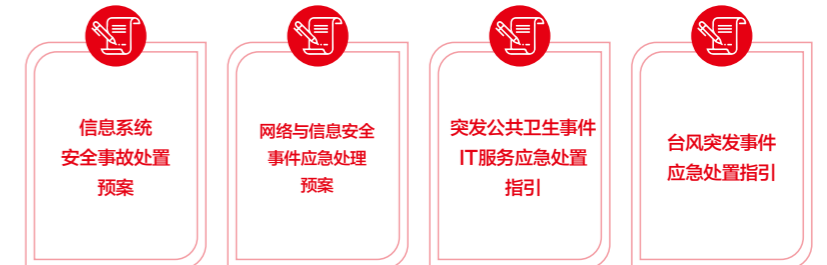 信息系统
安全事故处置
预案
网络与信息安全
事件应急处理
预案
突发公共卫生事件
IT服务应急处置
指引
台风突发事件
应急处置指引